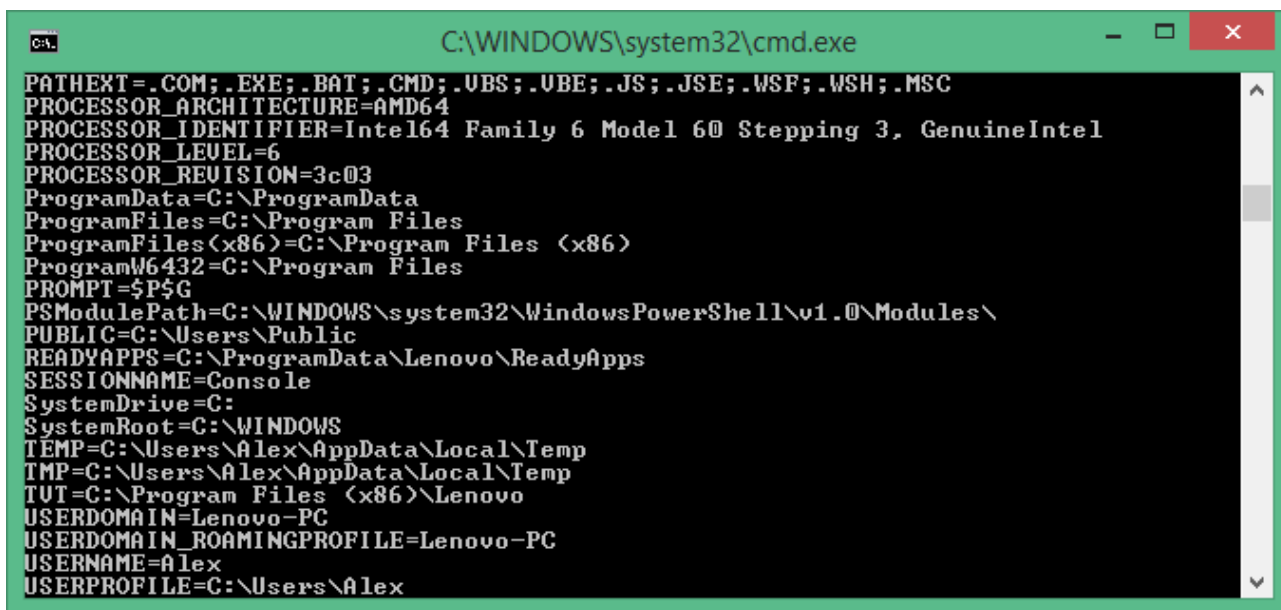 C:\WINDOWS\system32\cmd.exe
PATHEXT=.COM;.EXE;.BAT;.CMD;.VBS;.VBE;.JS;.JSE;.WSF;.WSH;.MSC
PROCESSOR_ARCHITECTURE=AMD64
PROCESSOR_IDENTIFIER=Intel64 Family 6 Model 60 Stepping 3, GenuineIntel
PROCESSOR_LEVEL=6
PROCESSOR_REVISION=3c03
ProgramData=C:\ProgramData
ProgramFiles=C:\Program Files
ProgramFiles(x86)=C:\Program Files (x86)
ProgramW6432=C:\Program Files
PROMPT=$P$G
PSModulePath=C:\WINDOWS\system32\WindowsPowerShell\v1.0\Modules\
PUBLIC=C:\Users\Public
READYAPPS=C:\ProgramData\Lenovo\ReadyApps
SESSIONNAME=Console
SystemDrive=C:
SystemRoot=C:\WINDOWS
TEMP=C:\Users\Alex\AppData\Local\Temp
TMP=C:\Users\Alex\AppData\Local\Temp
TVT=C:\Program Files (x86)\Lenovo
USERDOMAIN=Lenovo-PC
USERDOMAIN_ROAMINGPROFILE=Lenovo-PC
USERNAME=Alex
USERPROFILE=C:\Users\Alex